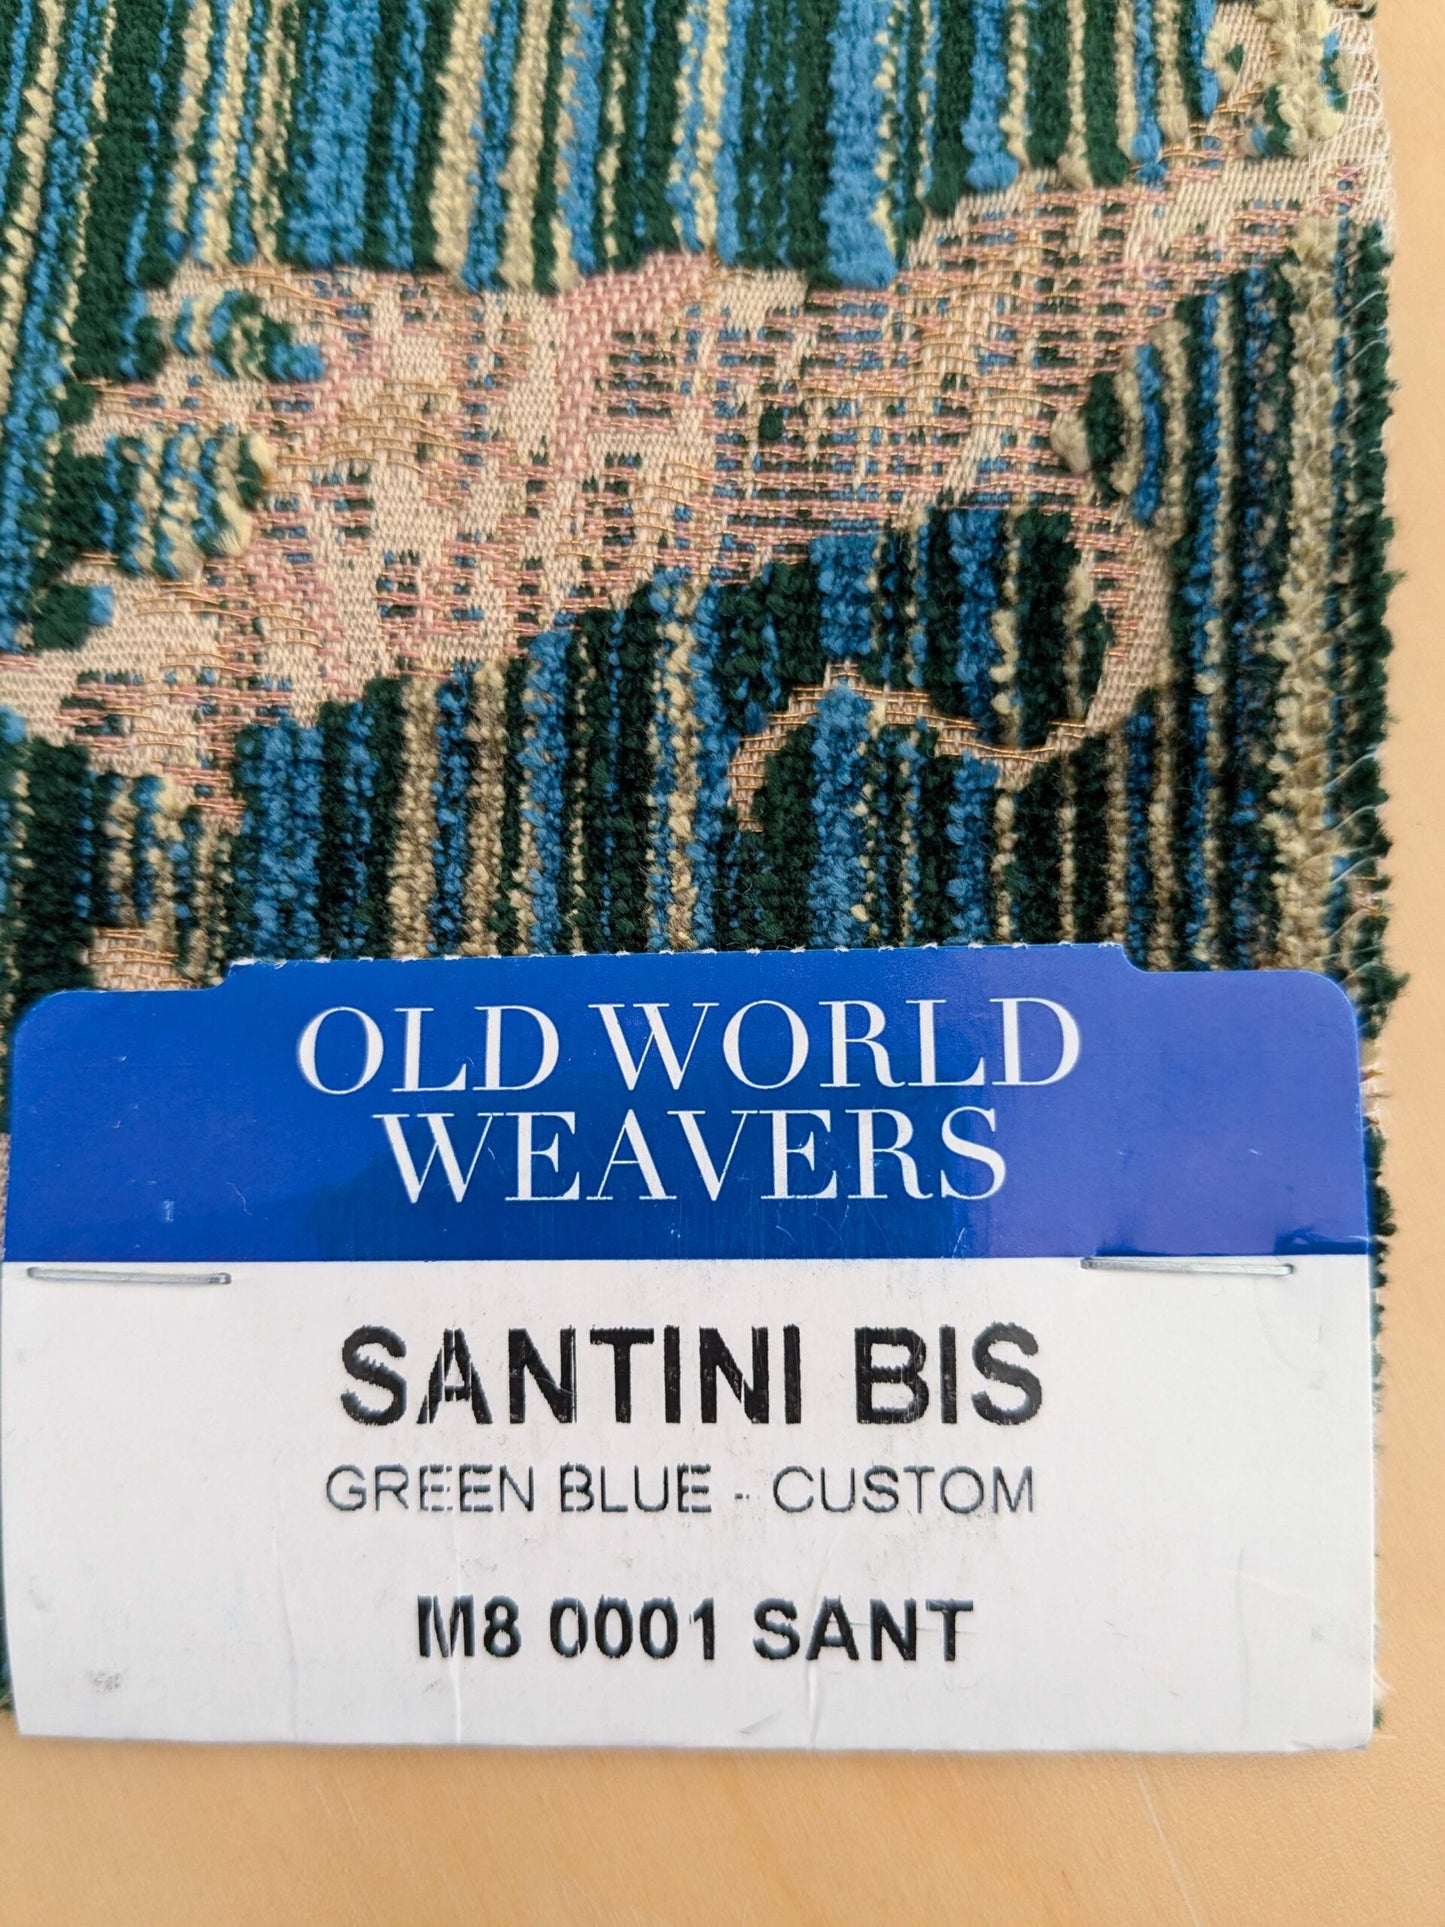 OLD WORLD
WEAVERS
SANTINI BIS
GREEN BLUE - CUSTOM
M8 0001 SANT